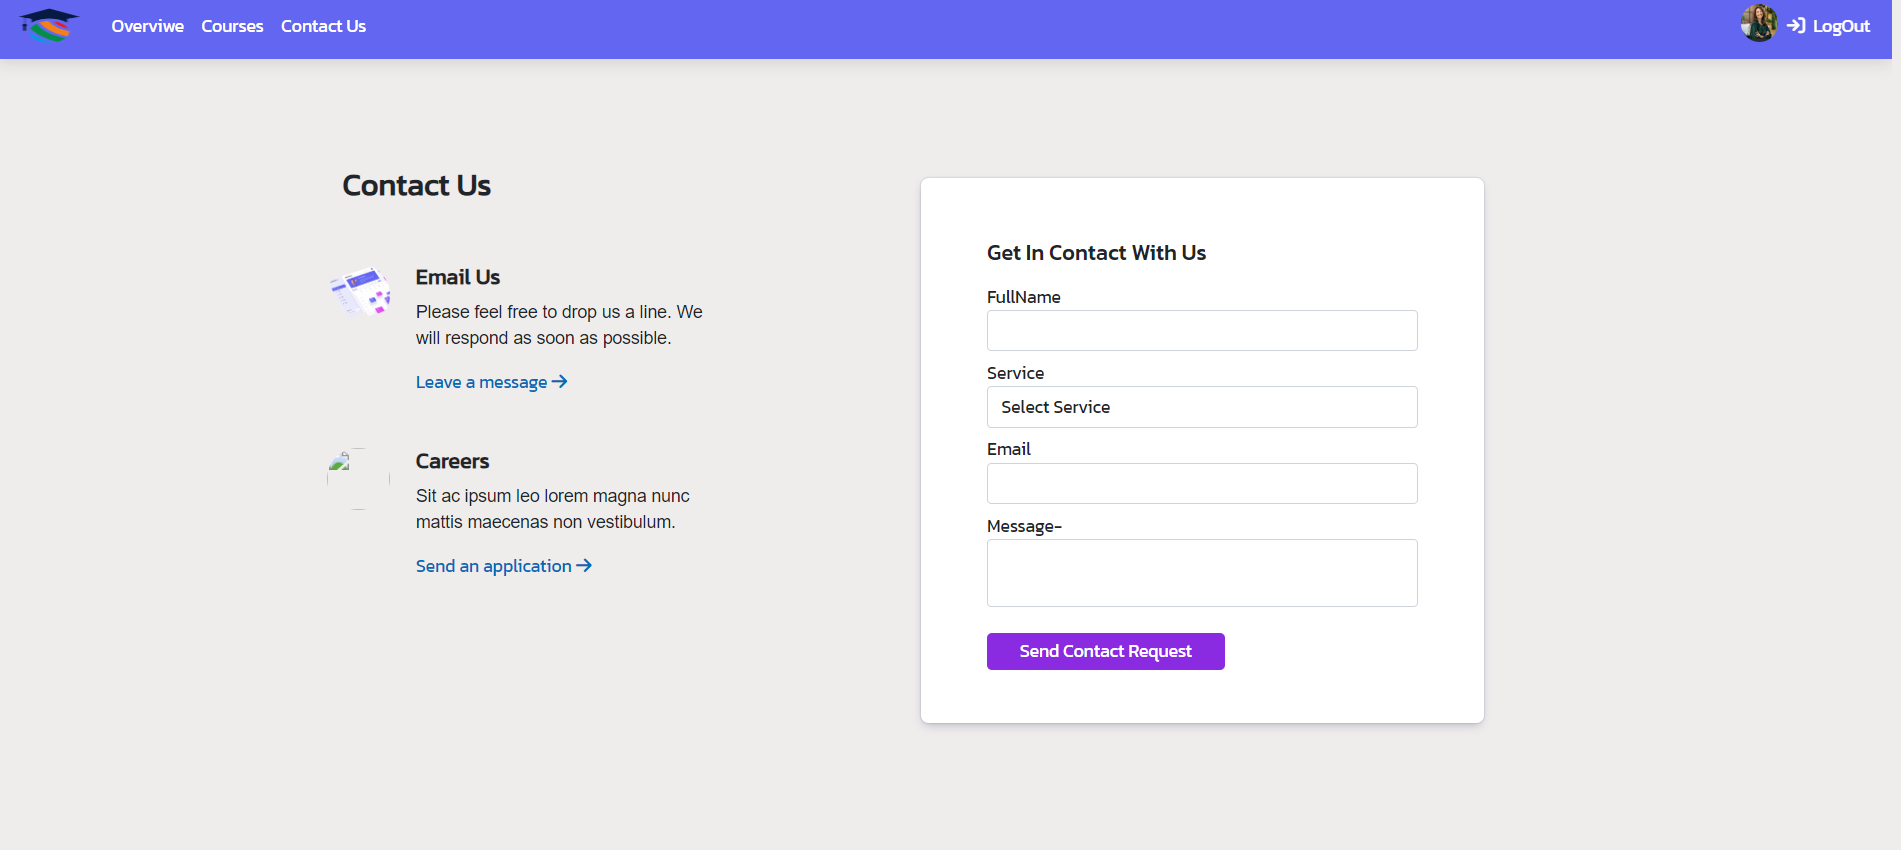 Overviwe Courses Contact Us LogOut
Contact Us
Email Us
Please feel free to drop us a line. We
will respond as soon as possible.
Leave a message
Careers
Sit ac ipsum leo lorem magna nunc
mattis maecenas non vestibulum.
Send an application
Get In Contact With Us
FullName
Service
Select Service
Email
Message-
Send Contact Request